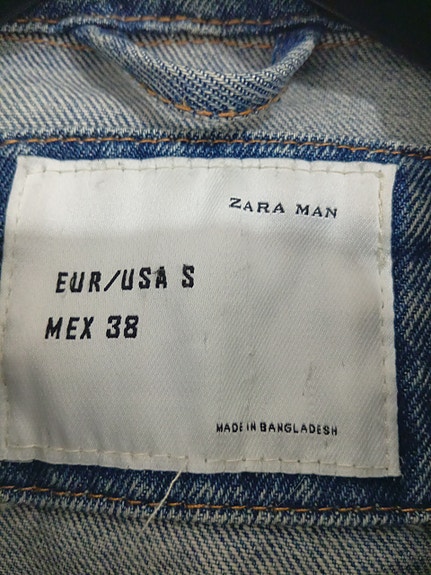 ZARA MAN
EUR/USA S
MEX 38
MADE IN BANGLADESH